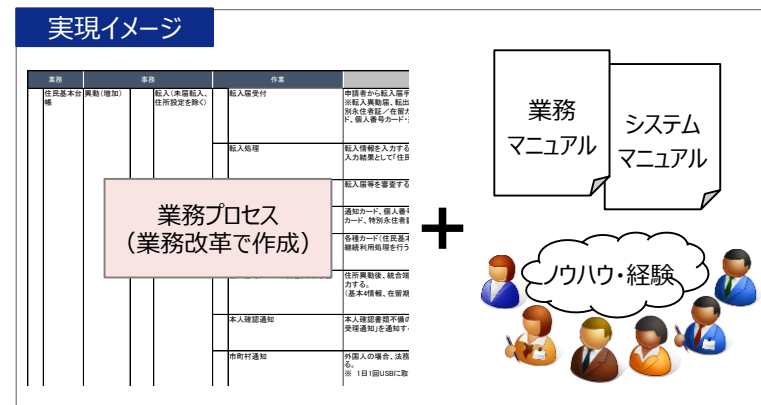 実現イメージ
業務 事務 作業
住民基本台帳 異動(増加) 転入(未届転入、住所設定を除く) 転入届受付
申請者から転入届手
※転入異動届、転出
別永住者証/在留カ
ド、個人番号カード・
転入処理
転入情報を入力する
入力結果として「住民
転入届等を審査する
通知カード、個人番号
カード、特別永住者証
各種カード(住民基本
継続利用処理を行う
住所異動後、統合端
力する。
(基本4情報、在留期
本人確認通知
本人確認書類不備の
受理通知」を通知する
市町村通知
外国人の場合、法務
る。
※ 1日1回USBに取
業務プロセス
(業務改革で作成)
+
業務
マニュアル
システム
マニュアル
ノウハウ・経験